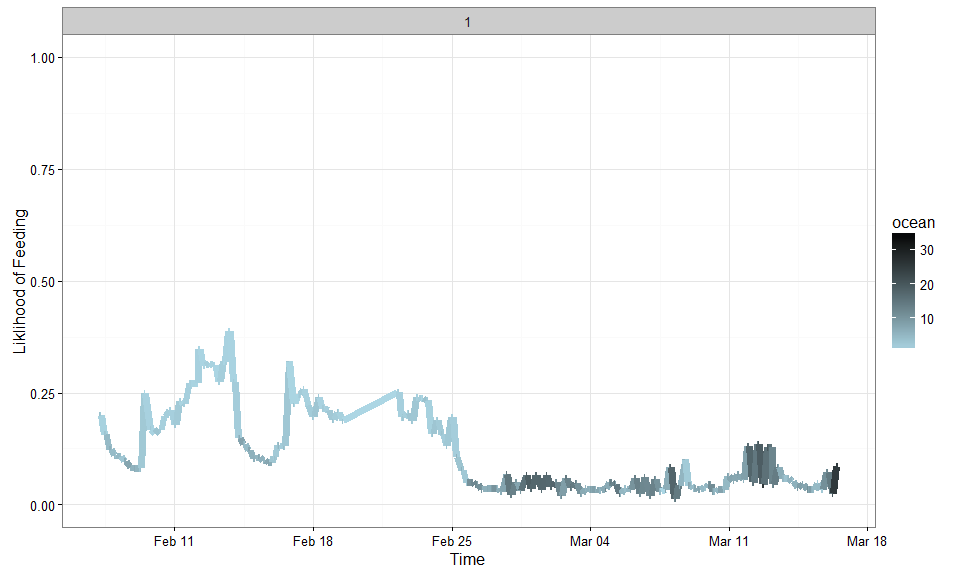 1
1.00
0.75
0.50
0.25
0.00
Liklihood of Feeding
Feb 11
Feb 18
Feb 25
Mar 04
Mar 11
Mar 18
Time
ocean
30
20
10